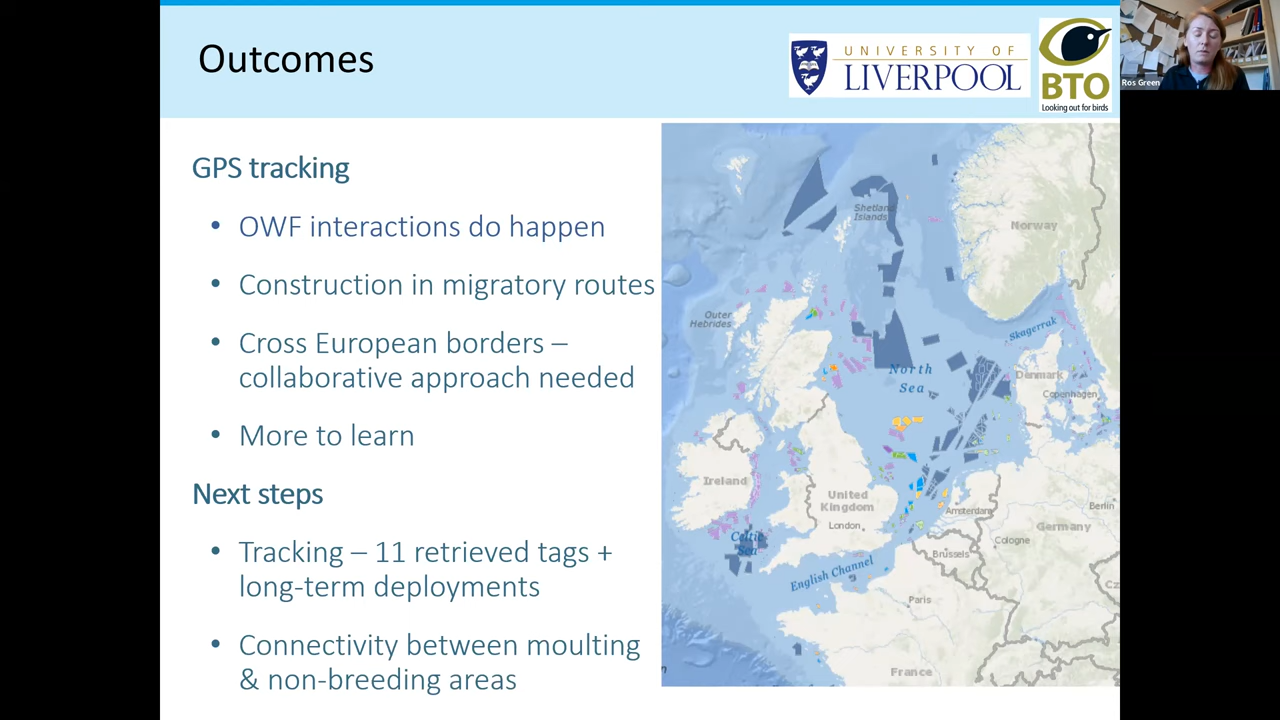 Outcomes
UNIVERSITY OF
LIVERPOOL
BTO
Looking out for birds
Ros Green
GPS tracking
• OWF interactions do happen
• Construction in migratory routes
• Cross European borders –
collaborative approach needed
• More to learn
Next steps
• Tracking – 11 retrieved tags +
long-term deployments
• Connectivity between moulting
& non-breeding areas
Shetland
Islands
Norway
Outer
Hebrides
Skagerrak
North
Sea
Denmark
Copenhagen
Ireland
United
Kingdom
London
Amsterdam
Berlin
Celtic
Sea
Germany
Cologne
Brussels
English Channel
Cz
Paris
France